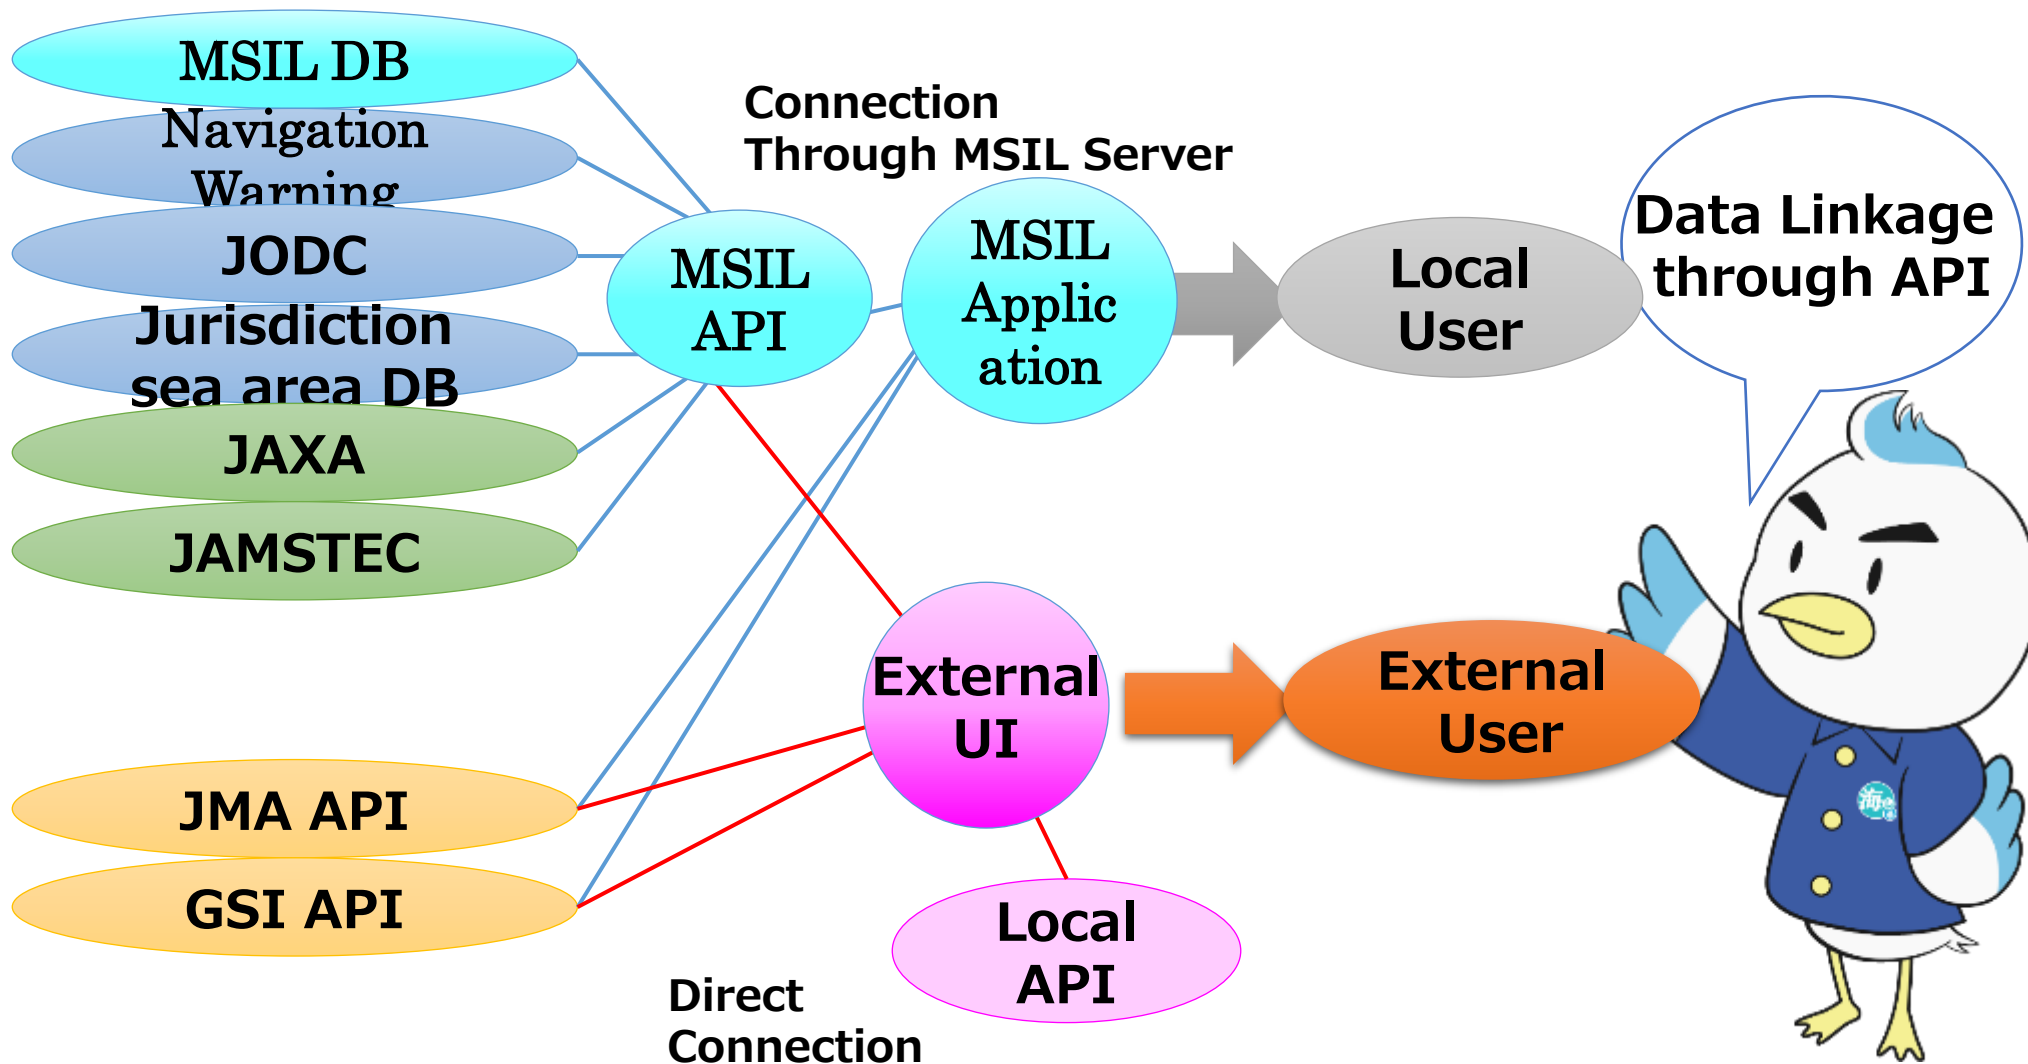 MSIL DB
Navigation
Warning
JODC
Jurisdiction
sea area DB
JAXA
JAMSTEC
JMA API
GSI API
Connection
Through MSIL Server
MSIL
API
MSIL
Applic
ation
Local
User
Data Linkage
through API
External
UI
External
User
Local
API
Direct
Connection
海